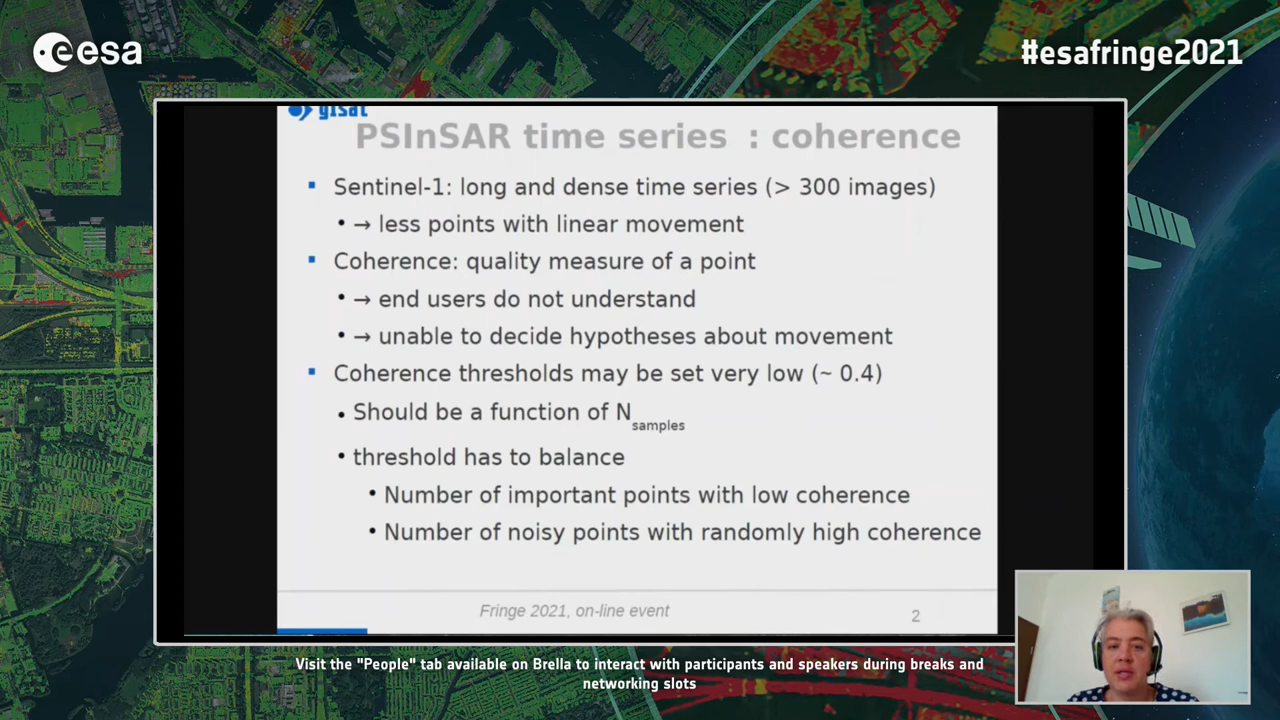 esa
#esafringe2021
gisat
PSInSAR time series : coherence
Sentinel-1: long and dense time series (> 300 images)
→ less points with linear movement
Coherence: quality measure of a point
→ end users do not understand
→ unable to decide hypotheses about movement
Coherence thresholds may be set very low (~ 0.4)
Should be a function of N samples
threshold has to balance
Number of important points with low coherence
Number of noisy points with randomly high coherence
Fringe 2021, on-line event
2
Visit the "People" tab available on Brella to interact with participants and speakers during breaks and
networking slots